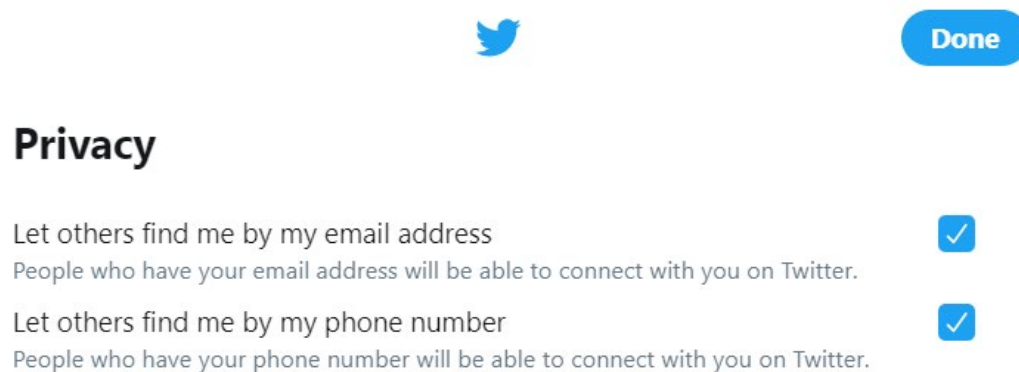 Done
Privacy
Let others find me by my email address
People who have your email address will be able to connect with you on Twitter.
Let others find me by my phone number
People who have your phone number will be able to connect with you on Twitter.